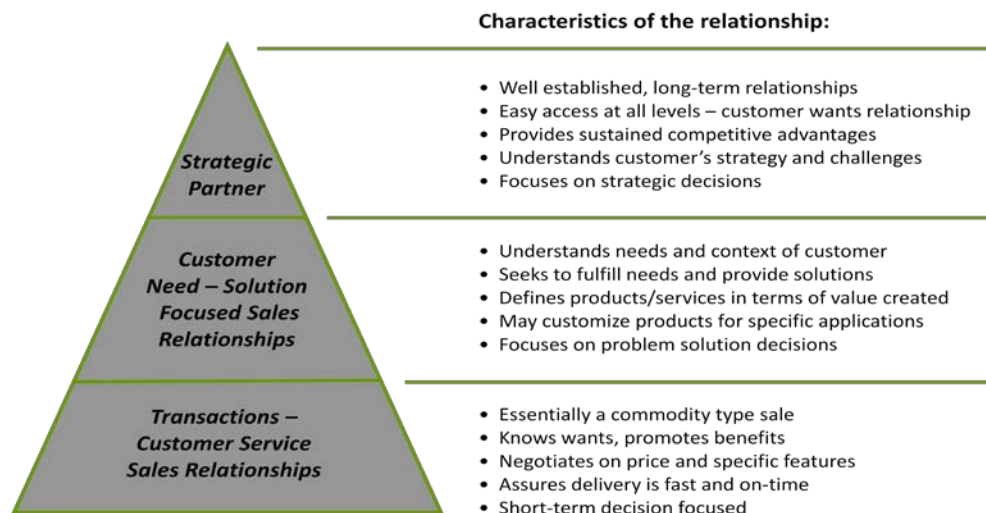 Characteristics of the relationship:
Strategic
Partner
• Well established, long-term relationships
• Easy access at all levels – customer wants relationship
• Provides sustained competitive advantages
• Understands customer's strategy and challenges
• Focuses on strategic decisions
Customer
Need – Solution
Focused Sales
Relationships
• Understands needs and context of customer
• Seeks to fulfill needs and provide solutions
• Defines products/services in terms of value created
• May customize products for specific applications
• Focuses on problem solution decisions
Transactions –
Customer Service
Sales Relationships
• Essentially a commodity type sale
• Knows wants, promotes benefits
• Negotiates on price and specific features
• Assures delivery is fast and on-time
• Short-term decision focused